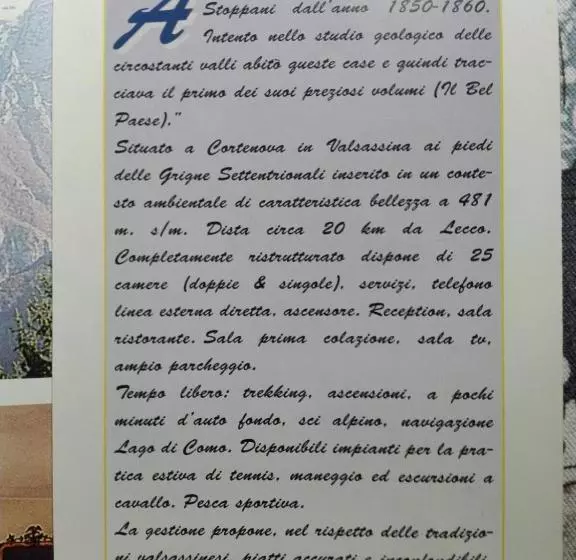 A Stoppani dall'anno 1850-1860.
Intento nello studio geologico delle
circostanti valli abitò queste case e quindi trac-
ciava il primo dei suoi preziosi volumi (Il Bel
Paese)."
Situato a Cortenova in Valsassina ai piedi
delle Grigne Settentrionali inserito in un conte-
sto ambientale di caratteristica bellezza a 481
m. s/m. Dista circa 20 km da Lecco.
Completamente ristrutturato dispone di 25
camere (doppie & singole), servizi, telefono
linea esterna diretta, ascensore. Reception, sala
ristorante. Sala prima colazione, sala tv,
ampio parcheggio.
Tempo libero: trekking, ascensioni, a pochi
minuti d'auto fondo, sci alpino, navigazione
Lago di Como. Disponibili impianti per la pra-
tica estiva di tennis, maneggio ed escursioni a
cavallo. Pesca sportiva.
La gestione propone, nel rispetto delle tradizio-
ni valsassinesi, piatti accurati e inconfondibili